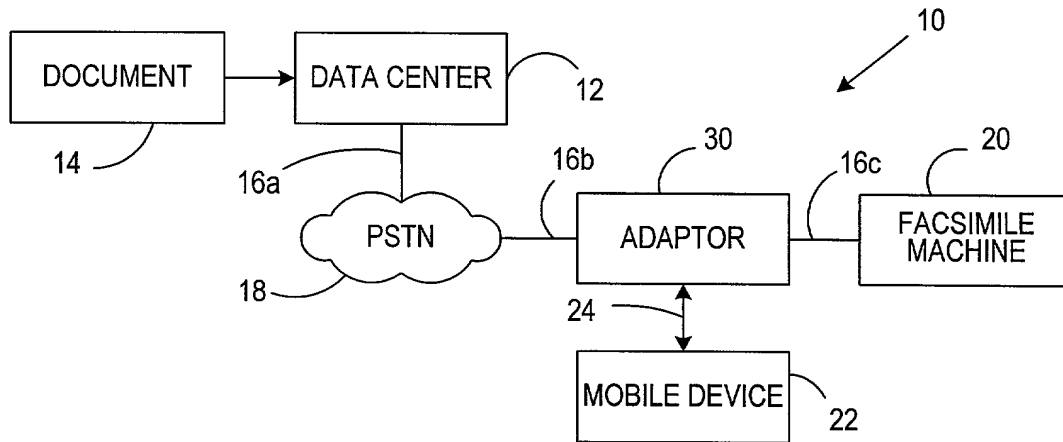 10
DOCUMENT
DATA CENTER
12
14
16a
30
20
16b
16c
PSTN
ADAPTOR
FACSIMILE
MACHINE
18
24
MOBILE DEVICE
22